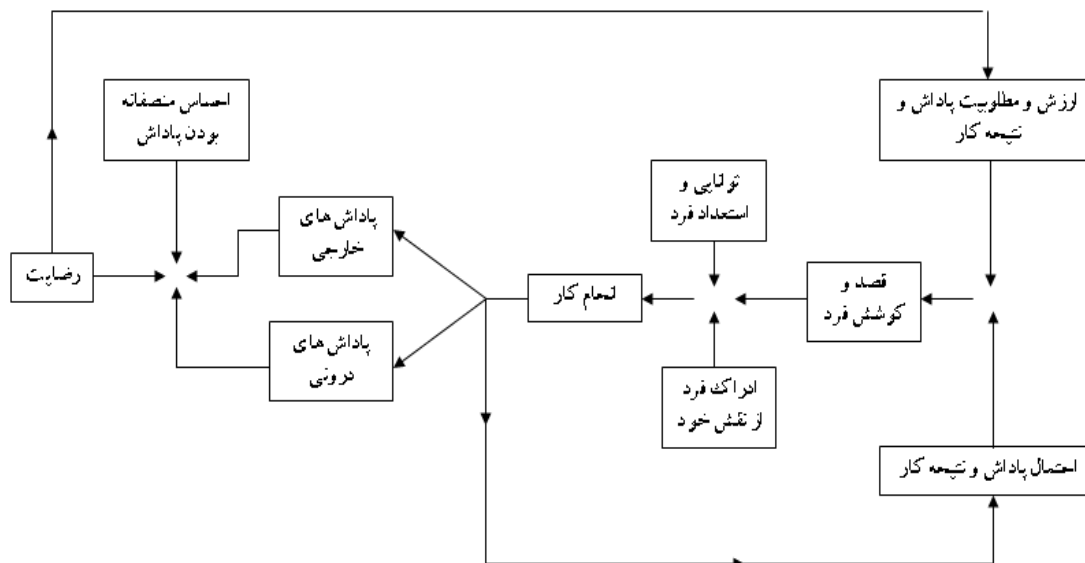 ارزش و مطلوبیت پاداش و
نتیجه کار
احساس منصفانه
بودن پاداش
توانایی و
استعداد فرد
پاداش‌های
خارجی
رضایت
انجام کار
قصد و
کوشش فرد
پاداش‌های
درونی
ادراک فرد
از نقش خود
احتمال پاداش و نتیجه کار